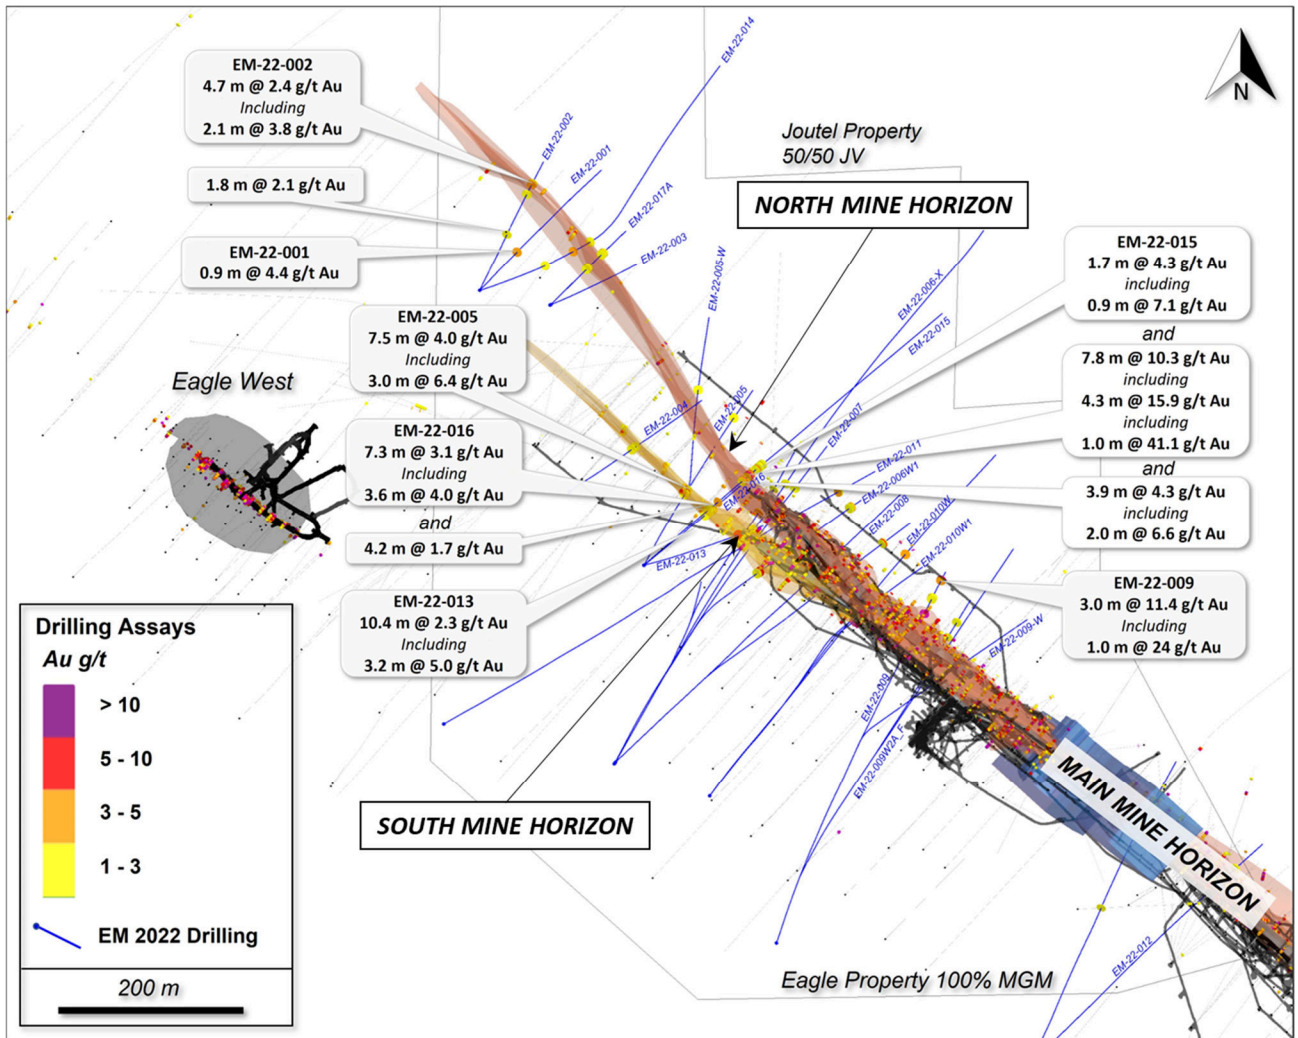 EM-22-002
4.7 m @ 2.4 g/t Au
Including
2.1 m @ 3.8 g/t Au
1.8 m @ 2.1 g/t Au
EM-22-001
0.9 m @ 4.4 g/t Au
EM-22-014
EM-22-002
EM-22-001
EM-22-017A
EM-22-003
Joutel Property
50/50 JV
N
NORTH MINE HORIZON
EM-22-005-W
EM-22-006-X
EM-22-015
EM-22-015
1.7 m @ 4.3 g/t Au
including
0.9 m @ 7.1 g/t Au
and
7.8 m @ 10.3 g/t Au
including
4.3 m @ 15.9 g/t Au
including
1.0 m @ 41.1 g/t Au
and
3.9 m @ 4.3 g/t Au
including
2.0 m @ 6.6 g/t Au
EM-22-009
3.0 m @ 11.4 g/t Au
Including
1.0 m @ 24 g/t Au
EM-22-005
7.5 m @ 4.0 g/t Au
Including
3.0 m @ 6.4 g/t Au
EM-22-016
7.3 m @ 3.1 g/t Au
Including
3.6 m @ 4.0 g/t Au
and
4.2 m @ 1.7 g/t Au
EM-22-013
10.4 m @ 2.3 g/t Au
Including
3.2 m @ 5.0 g/t Au
Eagle West
EM-22-004
EM-22-005
EM-22-007
EM-22-011
EM-22-006W1
EM-22-016
EM-22-008
EM-22-010W
EM-22-010W1
EM-22-013
EM-22-009-W
EM-22-009
EM-22-009W2A_F
EM-22-012
SOUTH MINE HORIZON
MAIN MINE HORIZON
Eagle Property 100% MGM
Drilling Assays
Au g/t
> 10
5 - 10
3 - 5
1 - 3
EM 2022 Drilling
200 m